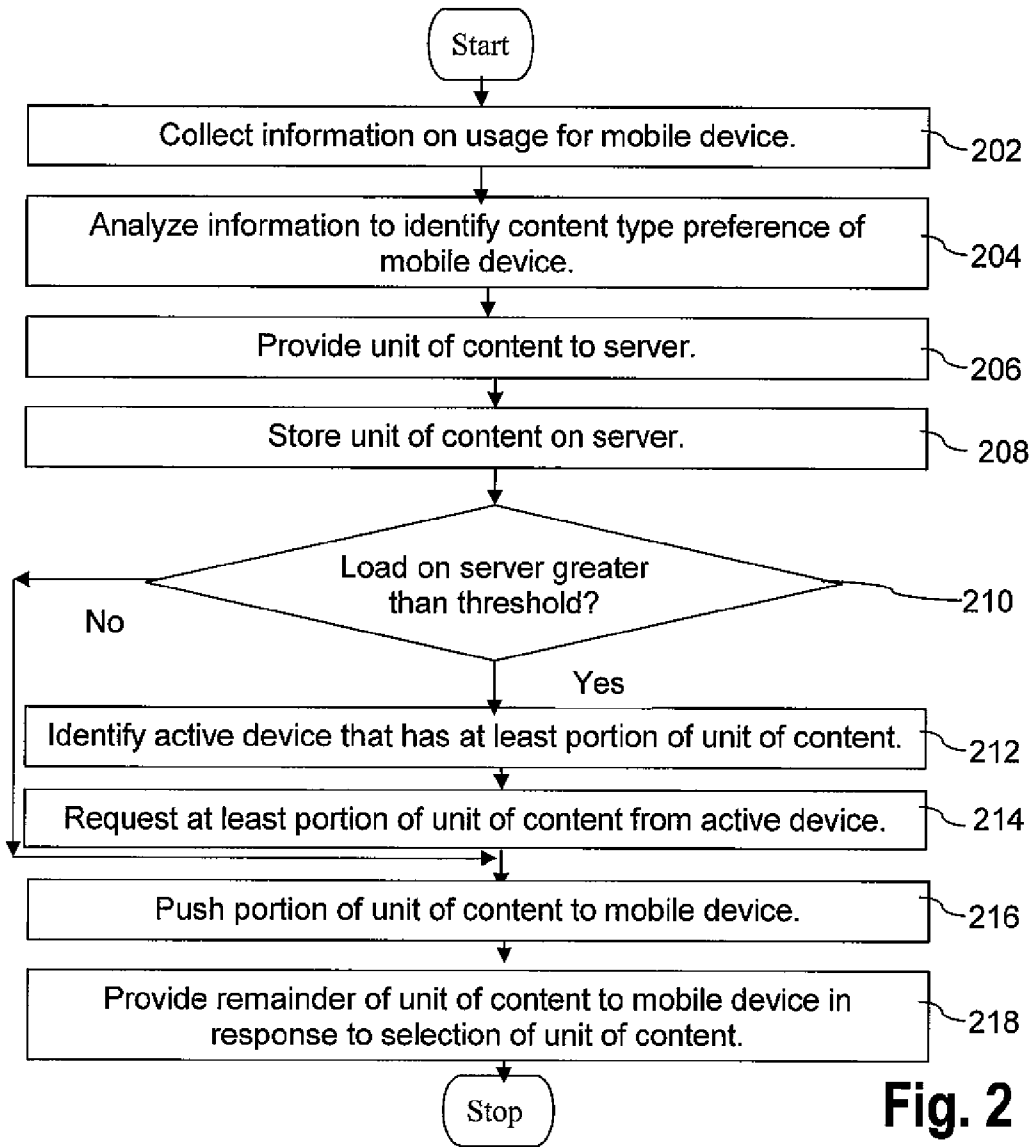 Start
Collect information on usage for mobile device.
202
Analyze information to identify content type preference of
mobile device.
204
Provide unit of content to server.
206
Store unit of content on server.
208
Load on server greater
than threshold?
210
No
Yes
Identify active device that has at least portion of unit of content.
212
Request at least portion of unit of content from active device.
214
Push portion of unit of content to mobile device.
216
Provide remainder of unit of content to mobile device in
response to selection of unit of content.
218
Stop
Fig. 2